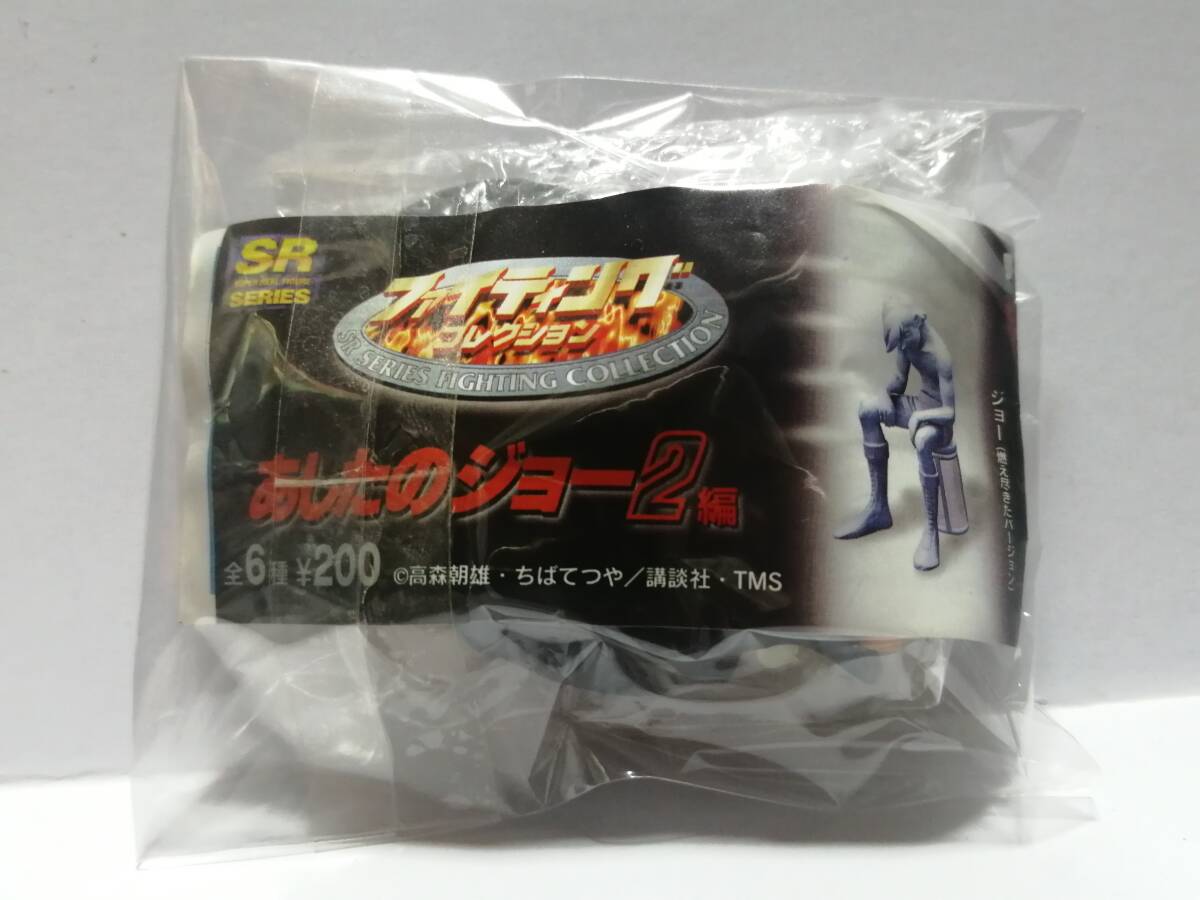 SR
SUPER REAL FIGURE
SERIES
ファイティング
コレクション
SR SERIES FIGHTING COLLECTION
あしたのジョー2編
全6種 ¥200
©高森朝雄・ちばてつや／講談社・TMS
ジョー(燃え尽きたバージョン)